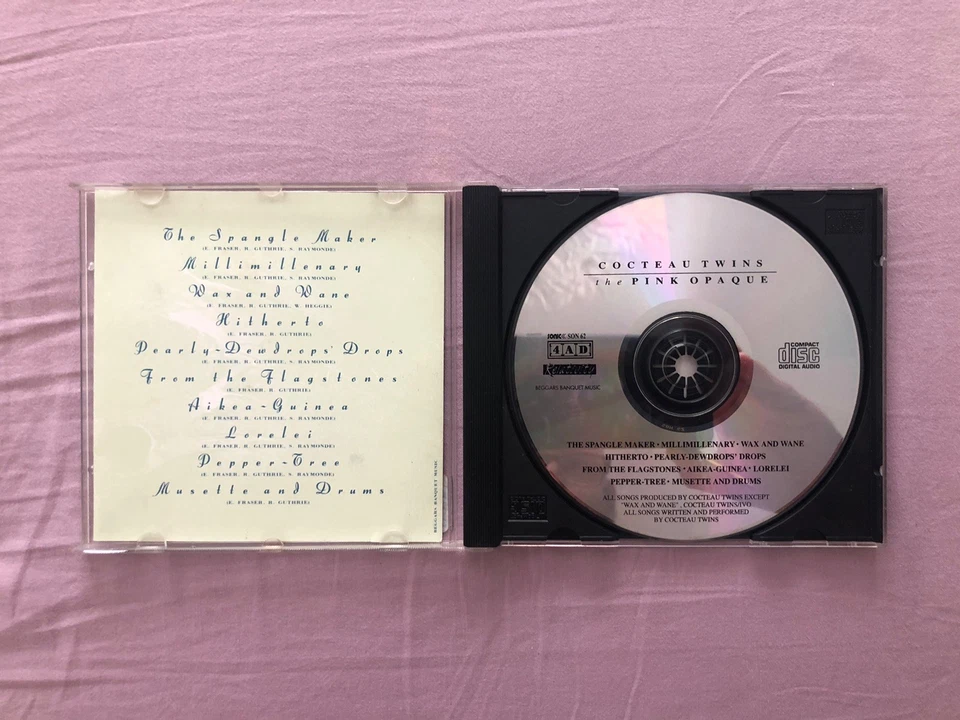 The Spangle Maker
(E. FRASER, R. GUTHRIE, S. RAYMONDE)
Millimillenary
(E. FRASER, R. GUTHRIE, S. RAYMONDE)
Wax and Wane
(E. FRASER, R. GUTHRIE, W. HEGGIE)
Hitherto
(E. FRASER, R. GUTHRIE)
Pearly-Dewdrops' Drops
(E. FRASER, R. GUTHRIE, S. RAYMONDE)
From the Flagstones
(E. FRASER, R. GUTHRIE)
Aikea-Guinea
(E. FRASER, R. GUTHRIE, S. RAYMONDE)
Lorelei
(E. FRASER, R. GUTHRIE, S. RAYMONDE)
Pepper-Tree
(E. FRASER, R. GUTHRIE, S. RAYMONDE)
Musette and Drums
(E. FRASER, R. GUTHRIE)
BEGGARS BANQUET MUSIC
COCTEAU TWINS
the PINK OPAQUE
SON 62
4AD
BEGGARS BANQUET MUSIC
COMPACT
disc
DIGITAL AUDIO
THE SPANGLE MAKER • MILLIMILLENARY • WAX AND WANE
HITHERTO • PEARLY-DEWDROPS' DROPS
FROM THE FLAGSTONES • AIKEA-GUINEA • LORELEI
PEPPER-TREE • MUSETTE AND DRUMS
ALL SONGS PRODUCED BY COCTEAU TWINS EXCEPT
"WAX AND WANE" . COCTEAU TWINS/IVO
ALL SONGS WRITTEN AND PERFORMED
BY COCTEAU TWINS